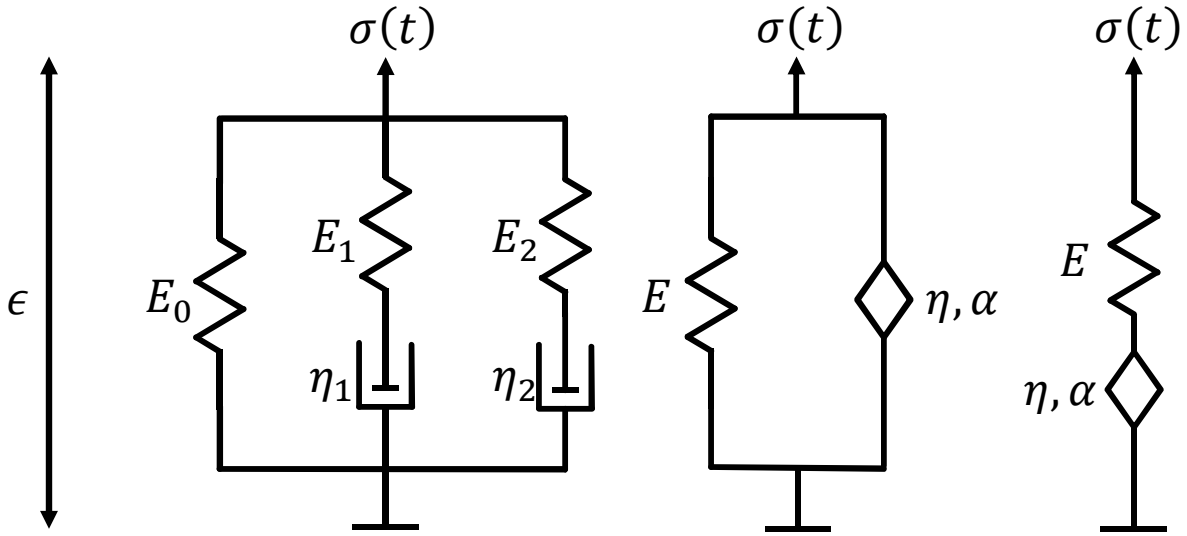 σ(t) σ(t) σ(t)
E₁ E₂ E
ϵ E₀ E η, α
η₁ η₂ η, α